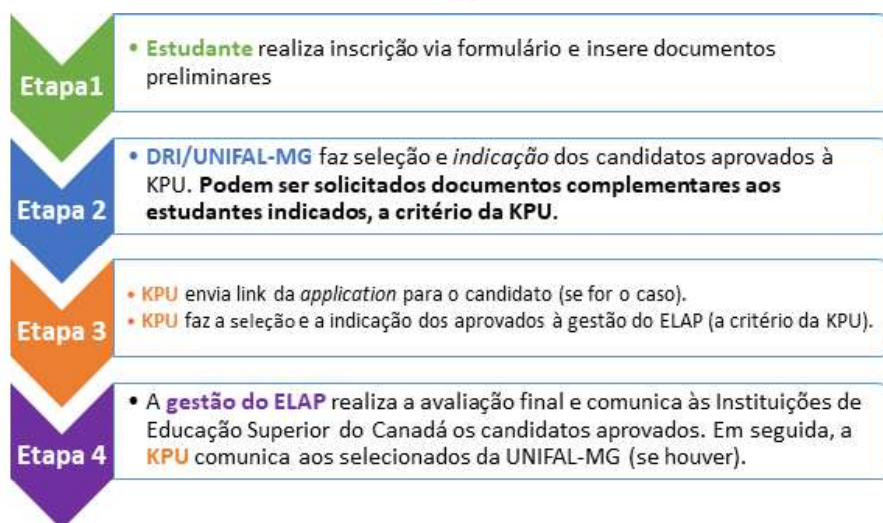 Etapa1
• Estudante realiza inscrição via formulário e insere documentos
preliminares
Etapa 2
• DRI/UNIFAL-MG faz seleção e indicação dos candidatos aprovados à
KPU. Podem ser solicitados documentos complementares aos
estudantes indicados, a critério da KPU.
Etapa 3
• KPU envia link da application para o candidato (se for o caso).
• KPU faz a seleção e a indicação dos aprovados à gestão do ELAP (a critério da KPU).
Etapa 4
• A gestão do ELAP realiza a avaliação final e comunica às Instituições de
Educação Superior do Canadá os candidatos aprovados. Em seguida, a
KPU comunica aos selecionados da UNIFAL-MG (se houver).